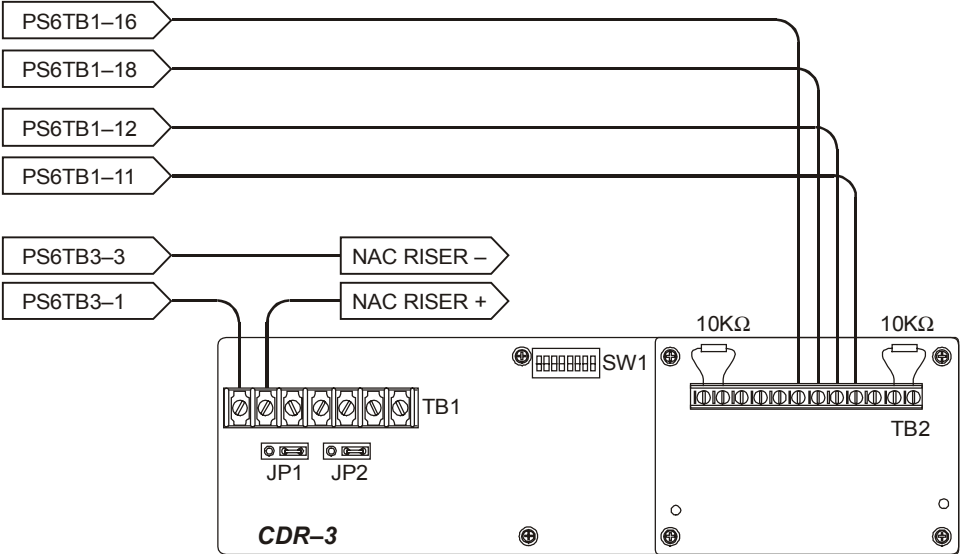 PS6TB1–16
PS6TB1–18
PS6TB1–12
PS6TB1–11
PS6TB3–3
NAC RISER –
PS6TB3–1
NAC RISER +
10KΩ
10KΩ
SW1
TB1
TB2
JP1
JP2
CDR–3